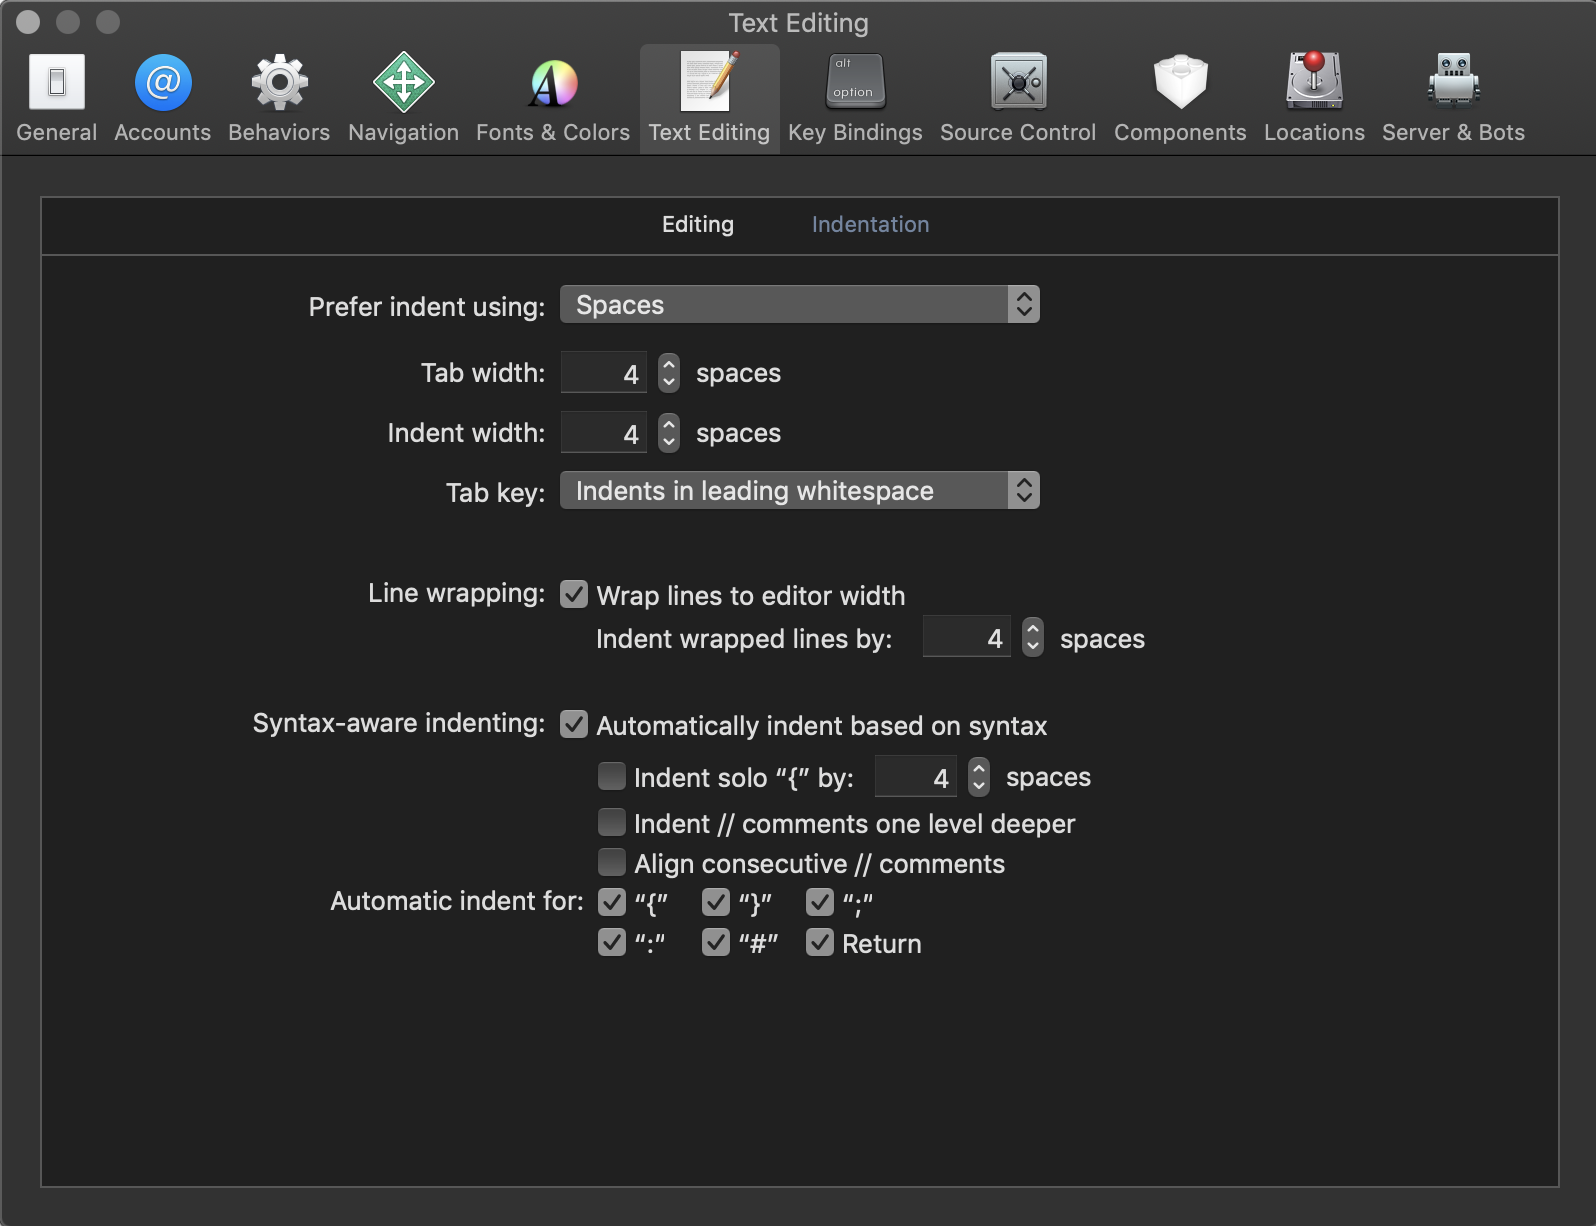 Text Editing
@ A alt option
General Accounts Behaviors Navigation Fonts & Colors Text Editing Key Bindings Source Control Components Locations Server & Bots
Editing Indentation
Prefer indent using: Spaces
Tab width: 4 spaces
Indent width: 4 spaces
Tab key: Indents in leading whitespace
Line wrapping: Wrap lines to editor width
Indent wrapped lines by: 4 spaces
Syntax-aware indenting: Automatically indent based on syntax
Indent solo “{” by: 4 spaces
Indent // comments one level deeper
Align consecutive // comments
Automatic indent for: “{” “}” “;”
“:” “#” Return